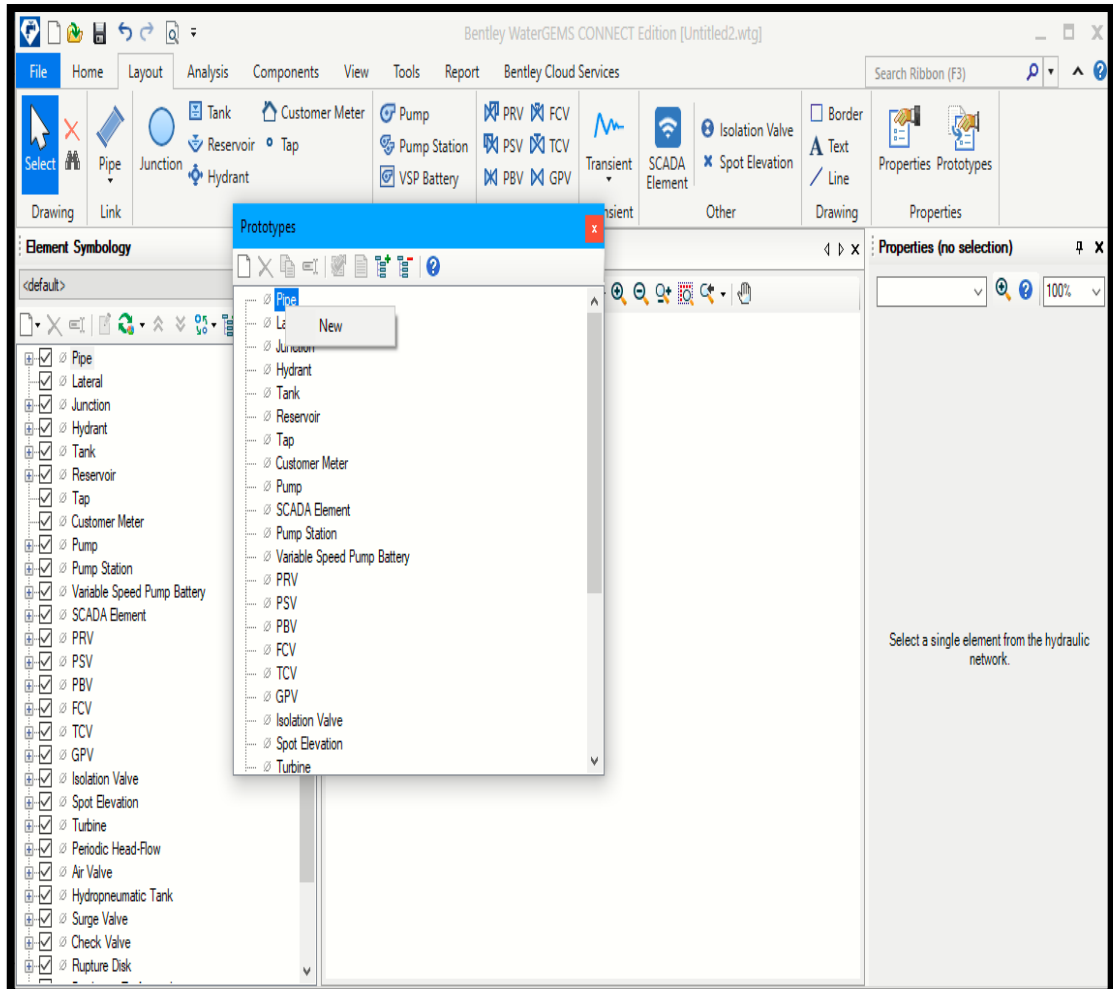 Bentley WaterGEMS CONNECT Edition [Untitled2.wtg]
File Home Layout Analysis Components View Tools Report Bentley Cloud Services Search Ribbon (F3)
Select
Pipe
Junction
Tank
Reservoir
Hydrant
Customer Meter
Tap
Pump
Pump Station
VSP Battery
PRV FCV
PSV TCV
PBV GPV
Transient
SCADA Element
Isolation Valve
Spot Elevation
Border
A Text
Line
Properties Prototypes
Drawing Link nsient Other Drawing Properties
Element Symbology
<default>
Pipe
Lateral
Junction
Hydrant
Tank
Reservoir
Tap
Customer Meter
Pump
Pump Station
Variable Speed Pump Battery
SCADA Element
PRV
PSV
PBV
FCV
TCV
GPV
Isolation Valve
Spot Elevation
Turbine
Periodic Head-Flow
Air Valve
Hydropneumatic Tank
Surge Valve
Check Valve
Rupture Disk
Prototypes
Pipe
La
New
Junction
Hydrant
Tank
Reservoir
Tap
Customer Meter
Pump
SCADA Element
Pump Station
Variable Speed Pump Battery
PRV
PSV
PBV
FCV
TCV
GPV
Isolation Valve
Spot Elevation
Turbine
Properties (no selection)
100%
Select a single element from the hydraulic
network.